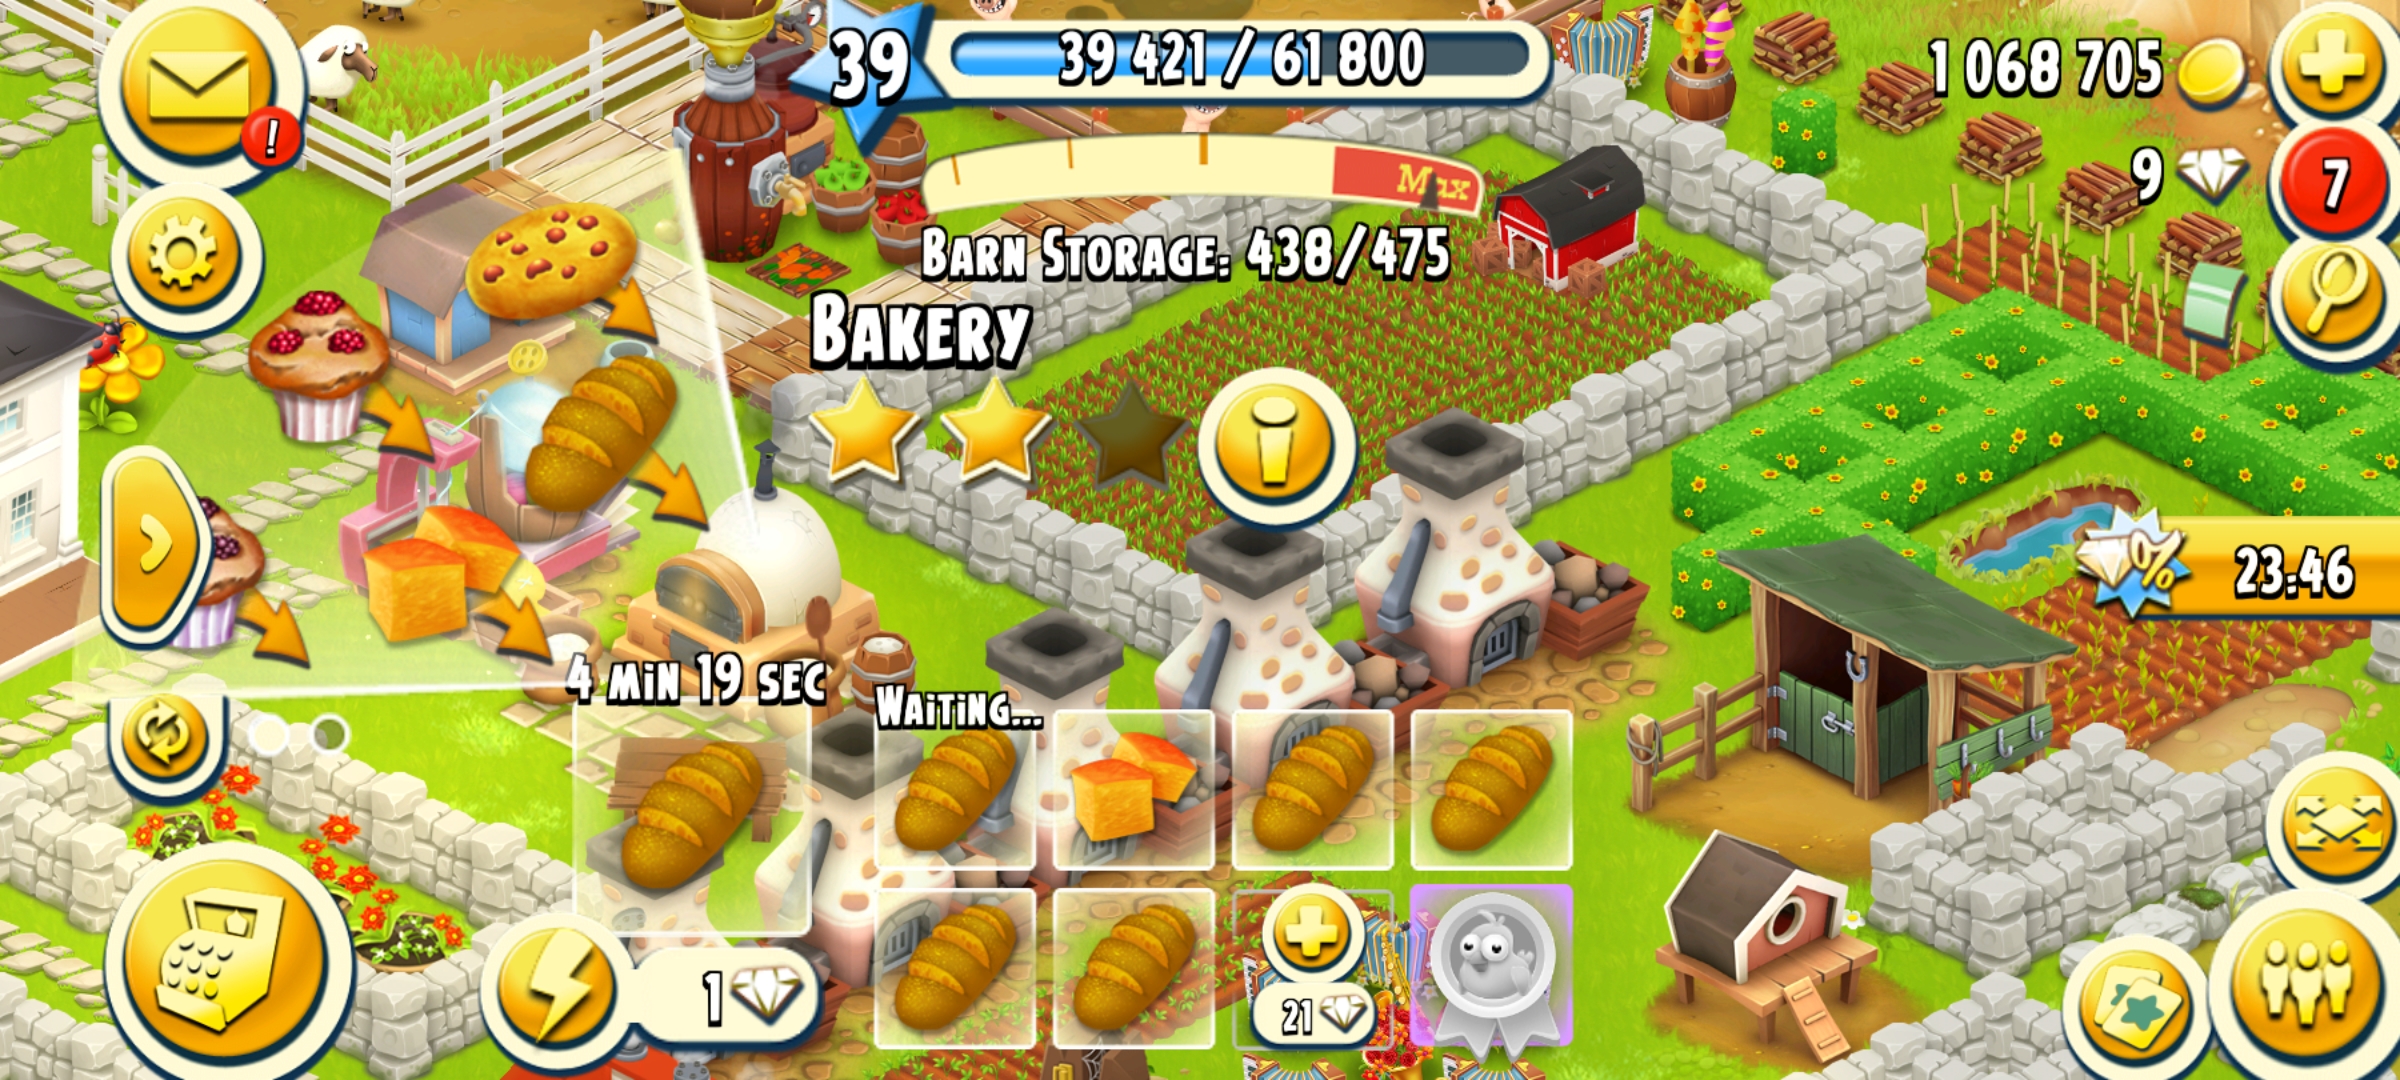 39
39 421 / 61 800
1 068 705
!
9
7
Max
BARN STORAGE: 438/475
BAKERY
i
%
23:46
4 MIN 19 SEC
WAITING...
1
21